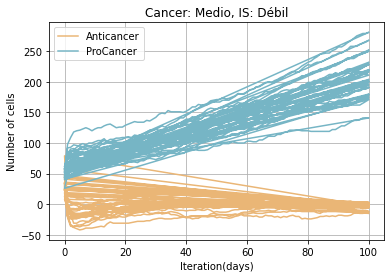 Cancer: Medio, IS: Débil
Anticancer
ProCancer
Number of cells
250
200
150
100
50
0
−50
0
20
40
60
80
100
Iteration(days)